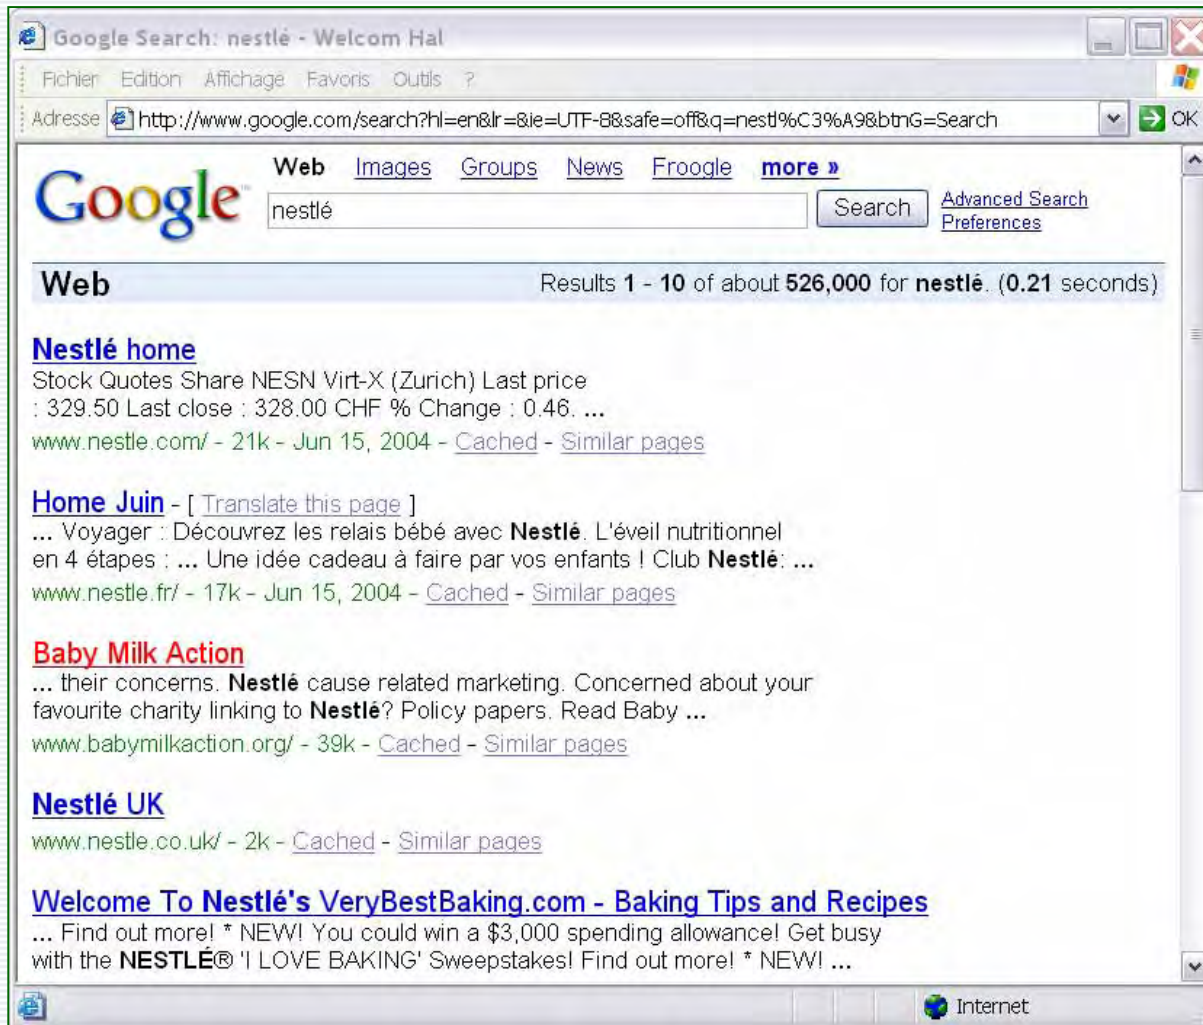 Google Search: nestlé - Welcom Hal
Fichier Edition Affichage Favoris Outils ?
Adresse http://www.google.com/search?hl=en&lr=&ie=UTF-8&safe=off&q=nestl%C3%A9&btnG=Search OK
Web Images Groups News Froogle more »
Google™
nestlé Search Advanced Search
Preferences
Web Results 1 - 10 of about 526,000 for nestlé. (0.21 seconds)
Nestlé home
Stock Quotes Share NESN Virt-X (Zurich) Last price
: 329.50 Last close : 328.00 CHF % Change : 0.46. ...
www.nestle.com/ - 21k - Jun 15, 2004 - Cached - Similar pages
Home Juin - [ Translate this page ]
... Voyager : Découvrez les relais bébé avec Nestlé. L'éveil nutritionnel
en 4 étapes : ... Une idée cadeau à faire par vos enfants ! Club Nestlé: ...
www.nestle.fr/ - 17k - Jun 15, 2004 - Cached - Similar pages
Baby Milk Action
... their concerns. Nestlé cause related marketing. Concerned about your
favourite charity linking to Nestlé? Policy papers. Read Baby ...
www.babymilkaction.org/ - 39k - Cached - Similar pages
Nestlé UK
www.nestle.co.uk/ - 2k - Cached - Similar pages
Welcome To Nestlé's VeryBestBaking.com - Baking Tips and Recipes
... Find out more! * NEW! You could win a $3,000 spending allowance! Get busy
with the NESTLÉ® 'I LOVE BAKING' Sweepstakes! Find out more! * NEW! ...
Internet